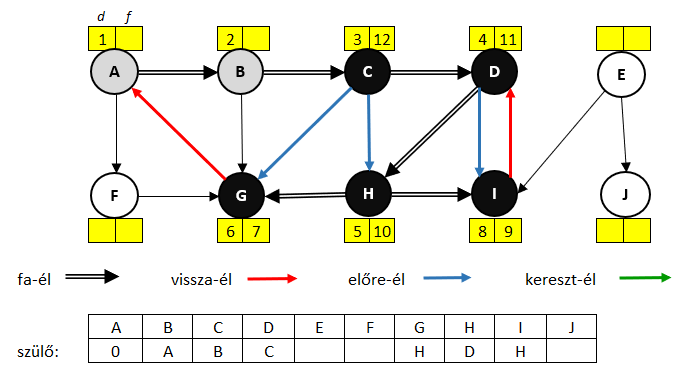 d f
1 2 3 12 4 11
A B C D E
F G H I J
6 7 5 10 8 9
fa-él vissza-él előre-él kereszt-él
A B C D E F G H I J
szülő: 0 A B C H D H